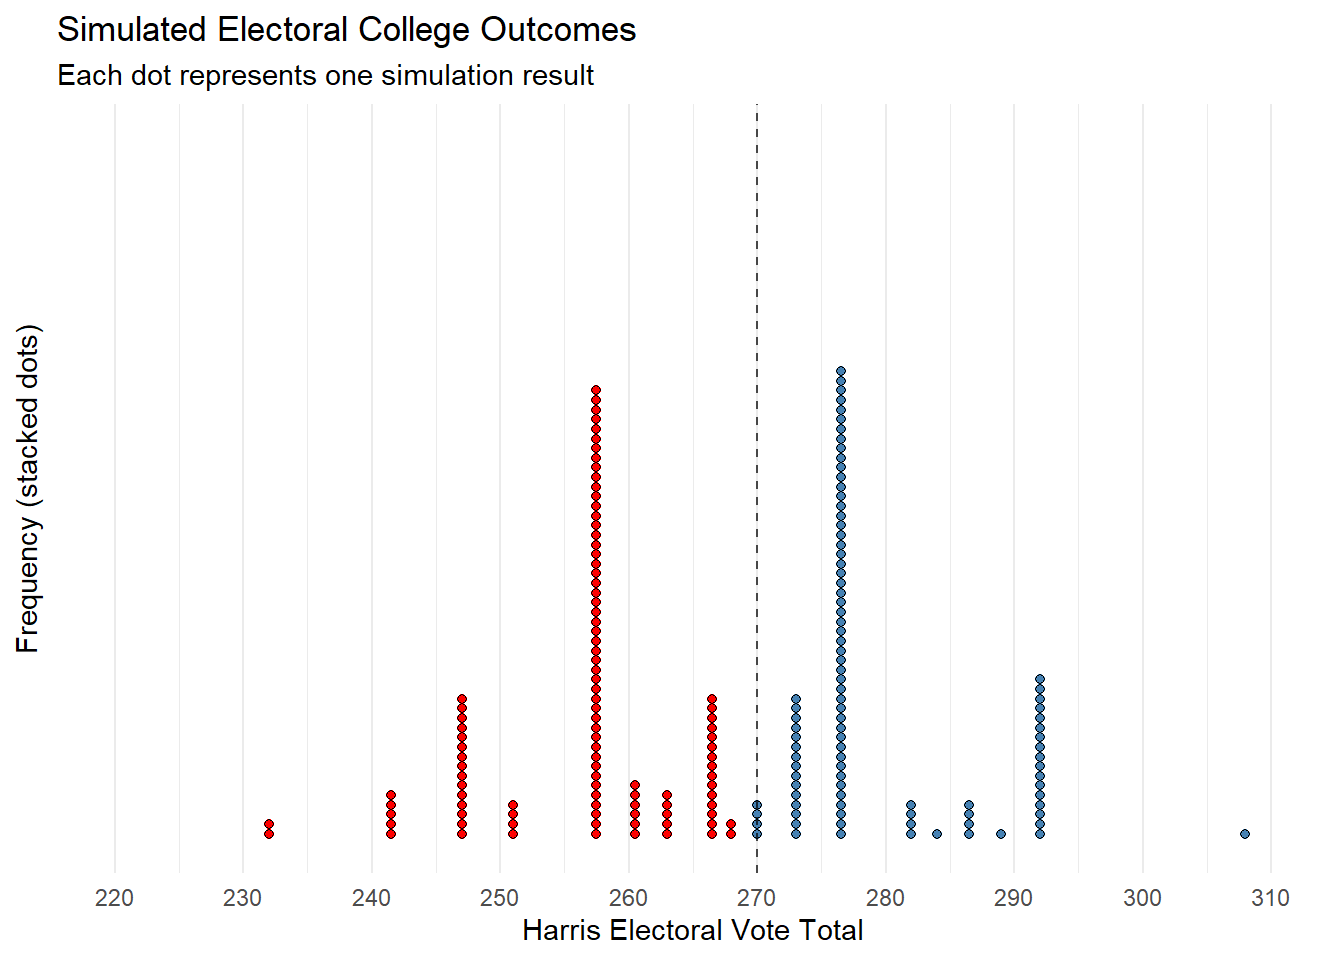 Simulated Electoral College Outcomes
Each dot represents one simulation result
Frequency (stacked dots)
220 230 240 250 260 270 280 290 300 310
Harris Electoral Vote Total